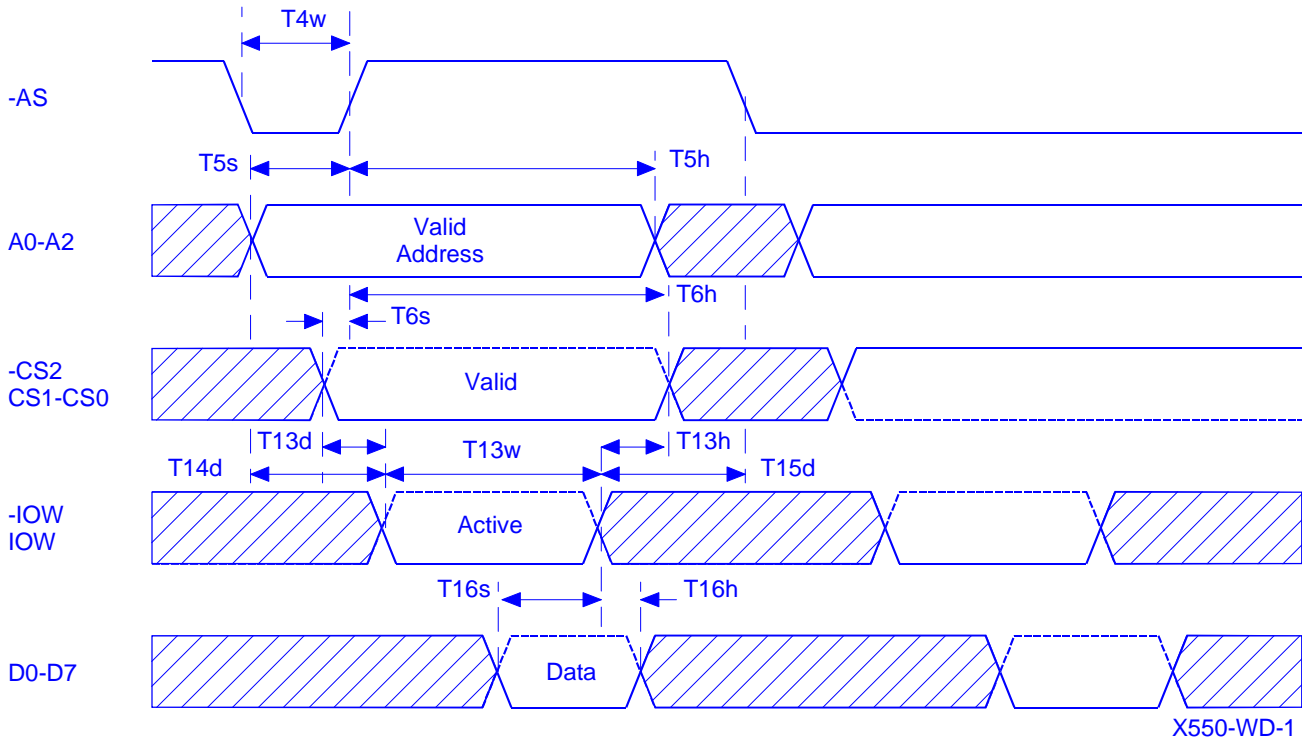 T4w
-AS
T5s
T5h
A0-A2
Valid
Address
T6h
T6s
-CS2
CS1-CS0
Valid
T13d
T13w
T13h
T14d
T15d
-IOW
IOW
Active
T16s
T16h
D0-D7
Data
X550-WD-1